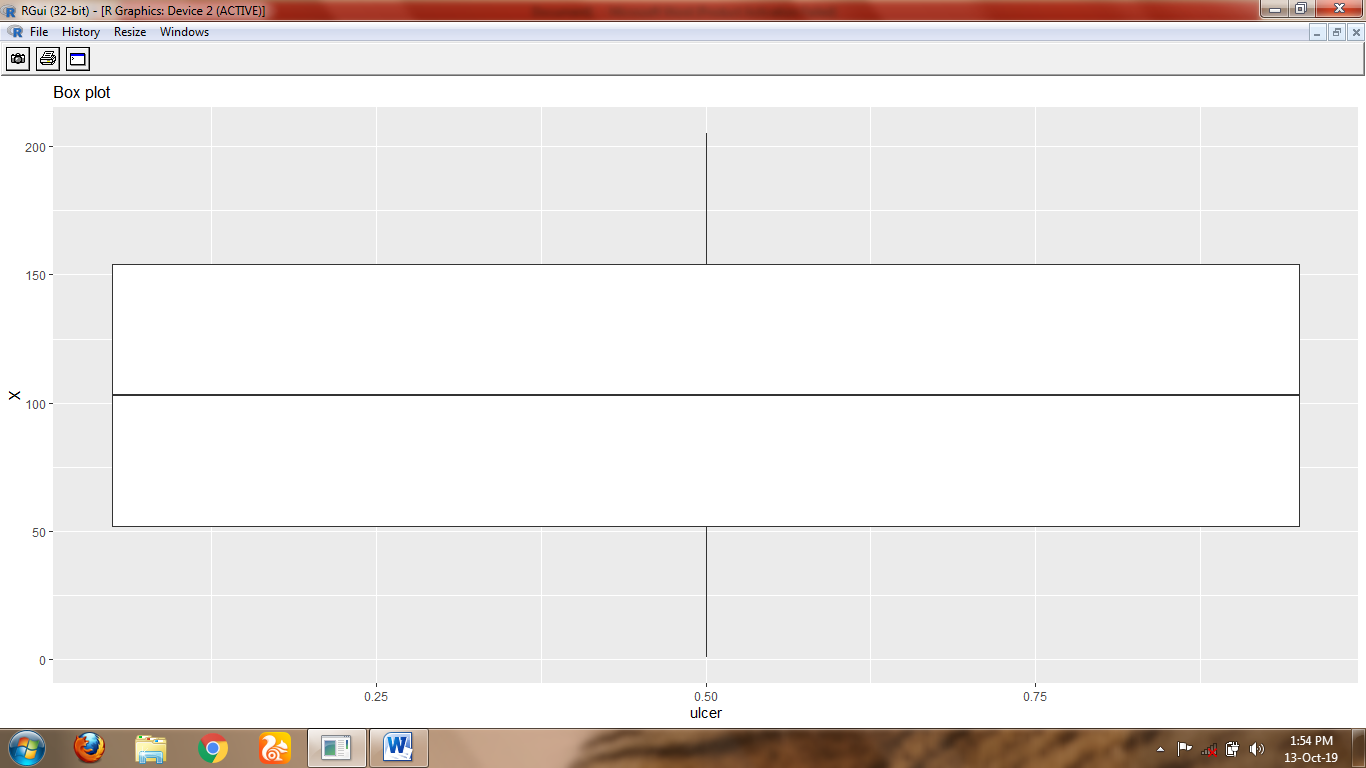 RGui (32-bit) - [R Graphics: Device 2 (ACTIVE)]
File History Resize Windows
Box plot
200
150
X
100
50
0
0.25 0.50 0.75
ulcer
1:54 PM
13-Oct-19